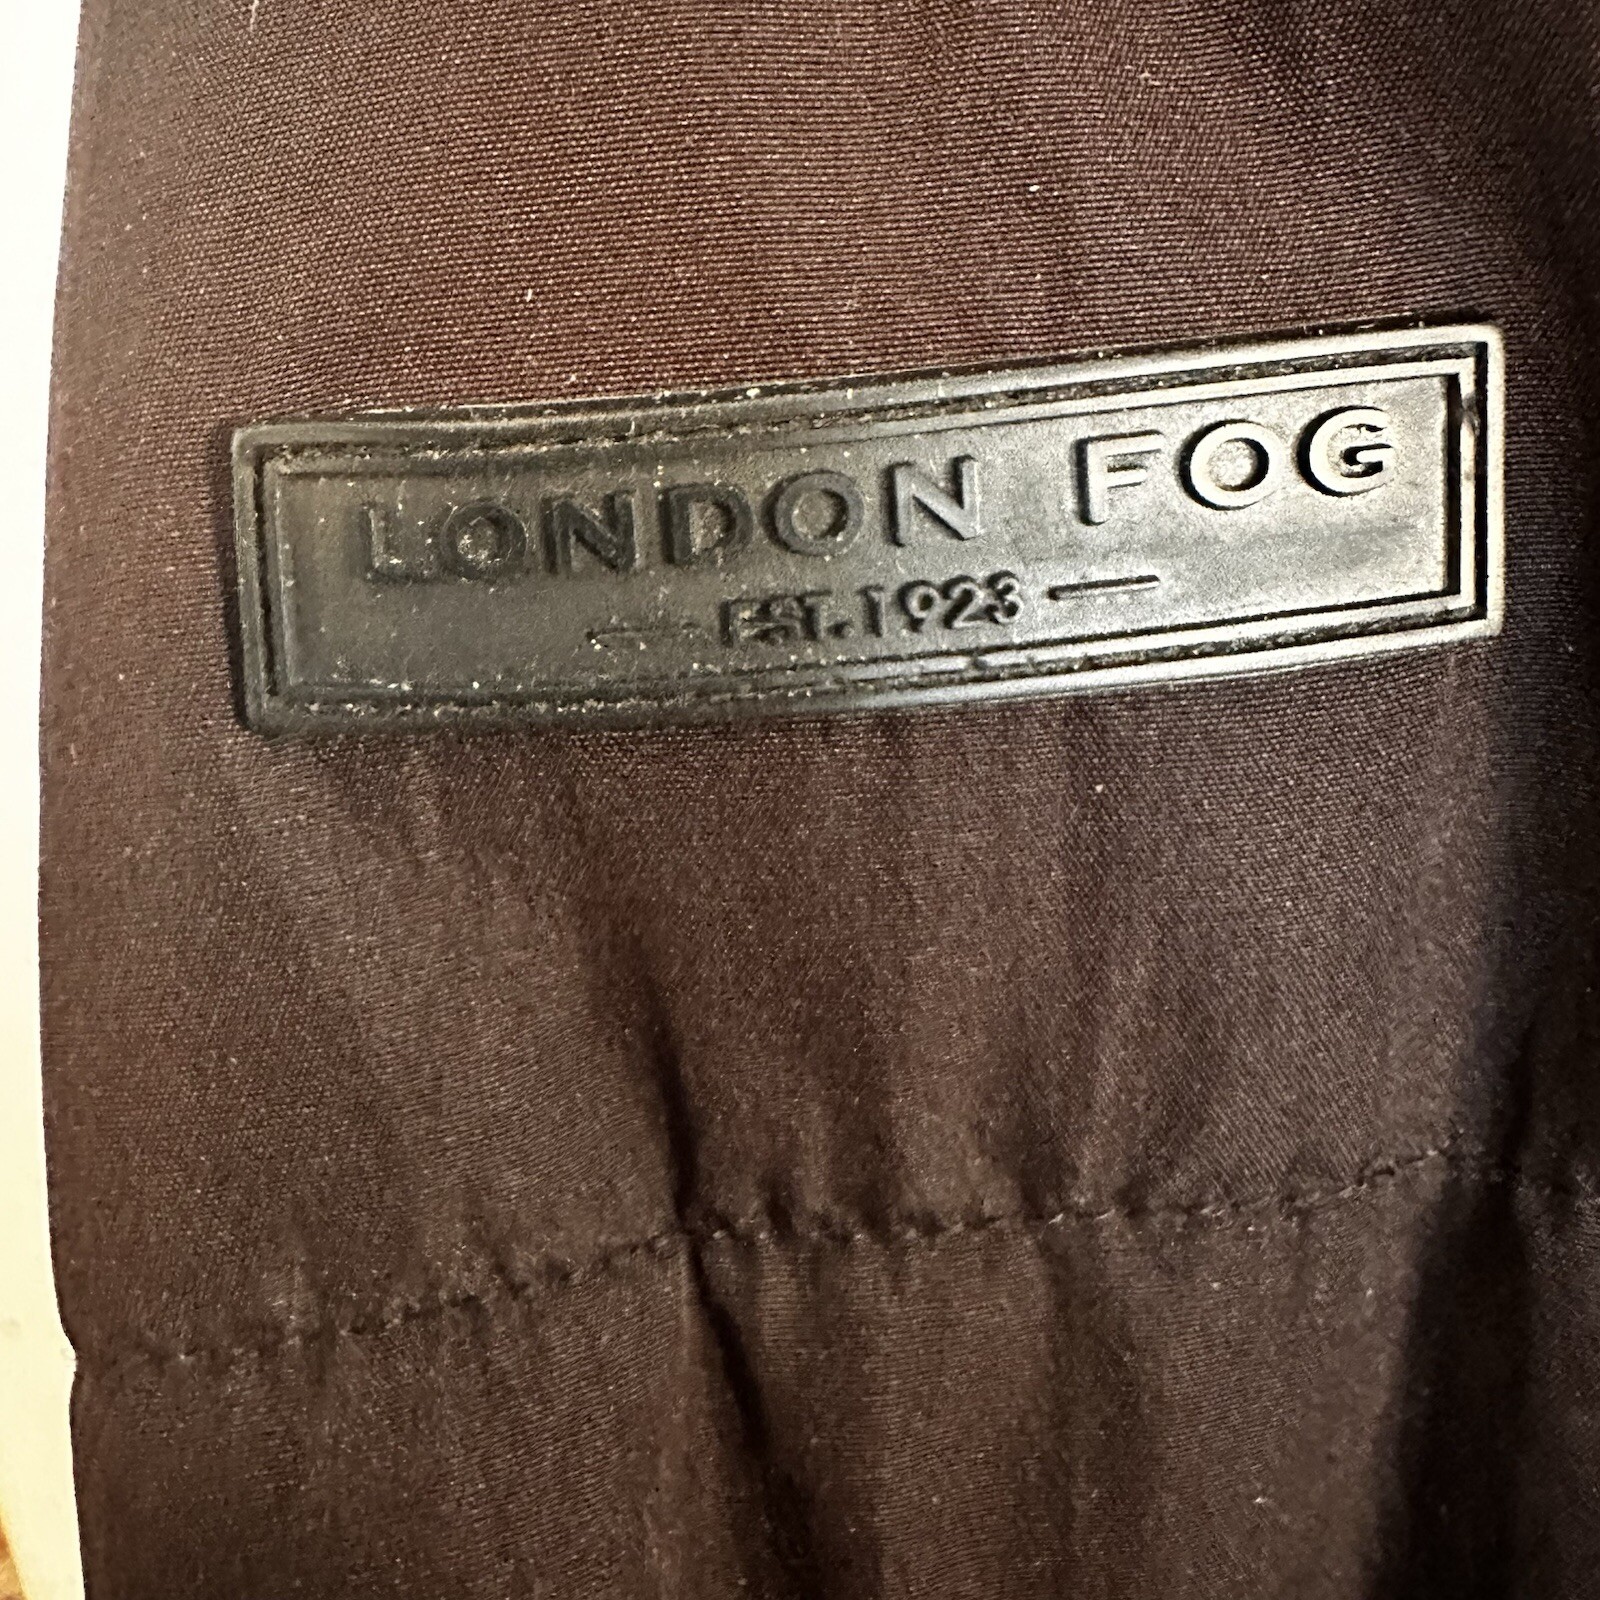 LONDON FOG
— EST.1923 —